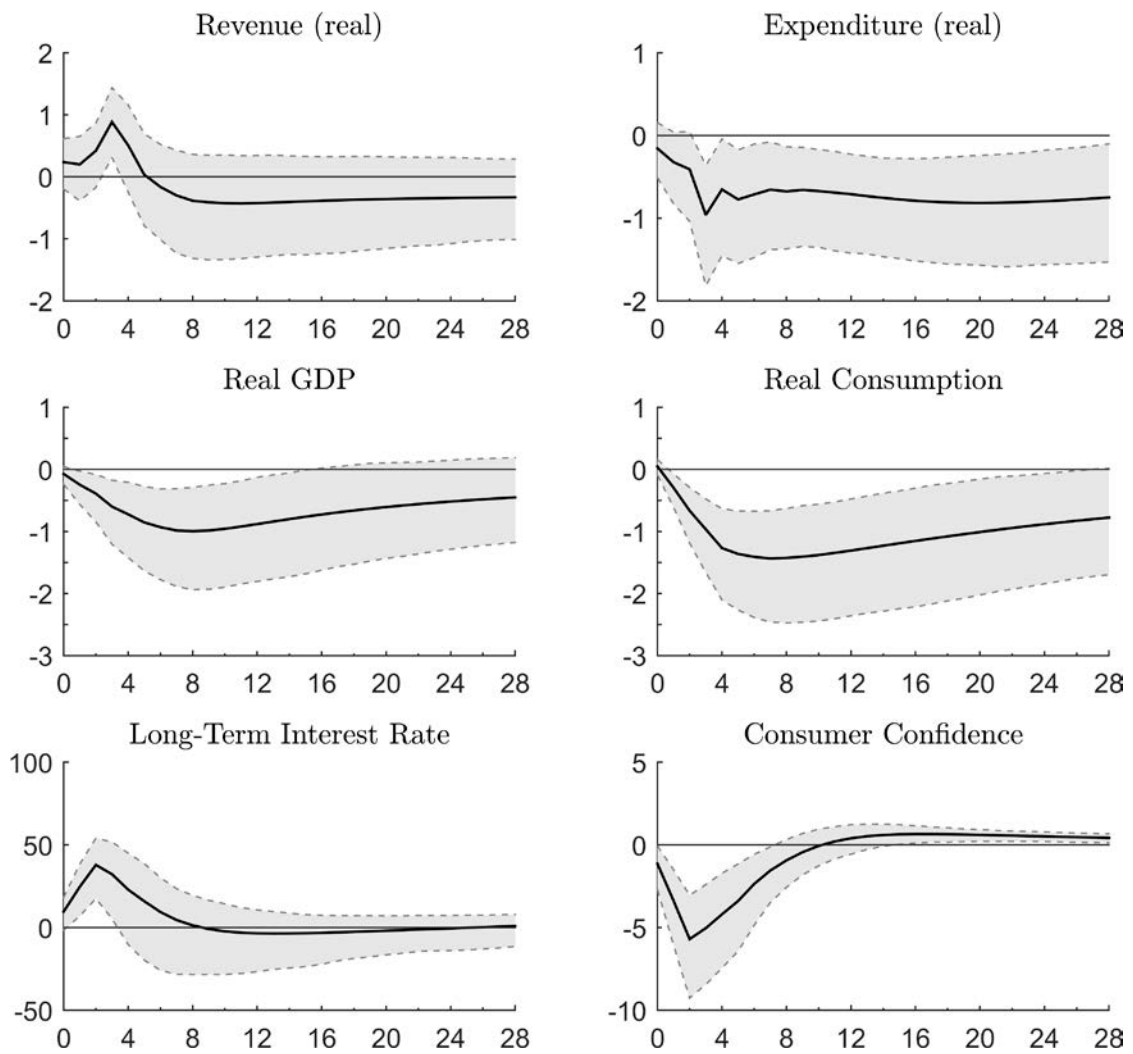 Revenue (real)
2
1
0
-1
-2
0 4 8 12 16 20 24 28
Expenditure (real)
1
0
-1
-2
0 4 8 12 16 20 24 28
Real GDP
1
0
-1
-2
-3
0 4 8 12 16 20 24 28
Real Consumption
1
0
-1
-2
-3
0 4 8 12 16 20 24 28
Long-Term Interest Rate
100
50
0
-50
0 4 8 12 16 20 24 28
Consumer Confidence
5
0
-5
-10
0 4 8 12 16 20 24 28